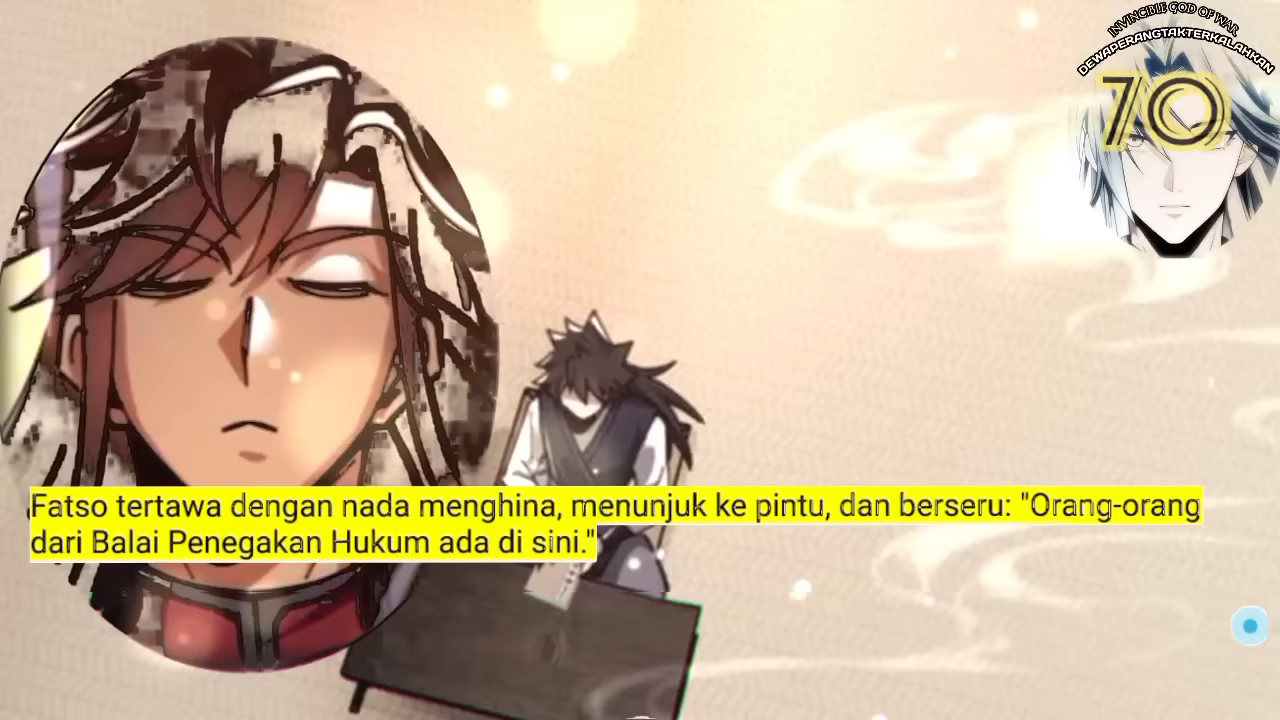 INVINCIBLE GOD OF WAR
DEWAPERANGTAKTERKALAHKAN
70
Fatso tertawa dengan nada menghina, menunjuk ke pintu, dan berseru: "Orang-orang
dari Balai Penegakan Hukum ada di sini."